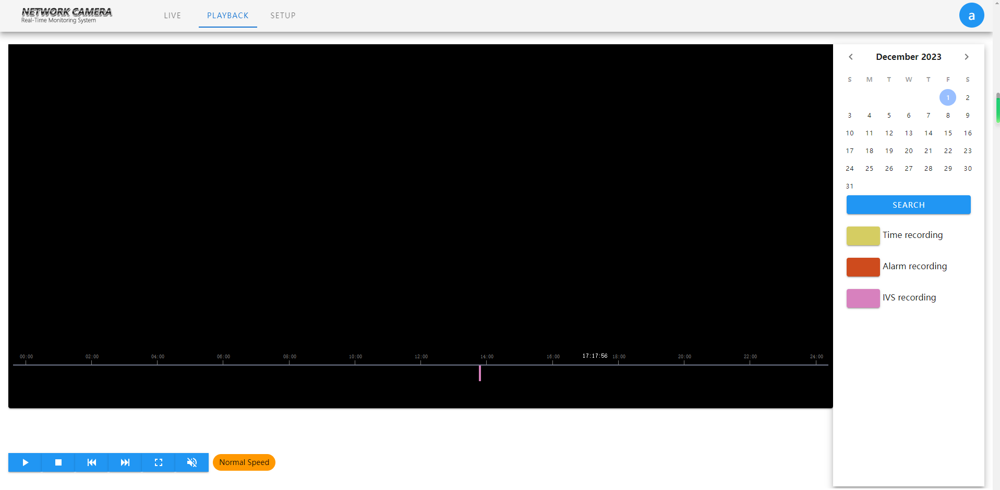 NETWORK CAMERA
Real-Time Monitoring System
LIVE PLAYBACK SETUP
a
December 2023
S M T W T F S
1 2
3 4 5 6 7 8 9
10 11 12 13 14 15 16
17 18 19 20 21 22 23
24 25 26 27 28 29 30
31
SEARCH
Time recording
Alarm recording
IVS recording
00:00 02:00 04:00 06:00 08:00 10:00 12:00 14:00 16:00 17:17:56 18:00 20:00 22:00 24:00
Normal Speed